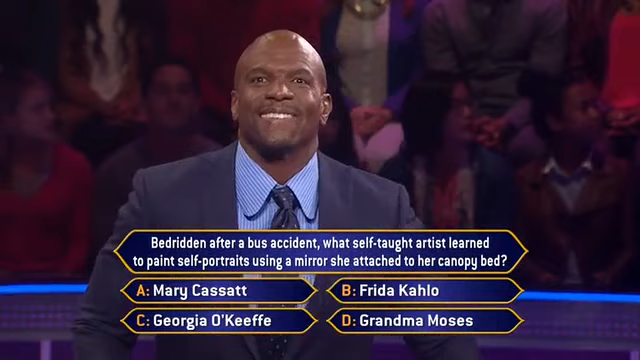 Bedridden after a bus accident, what self-taught artist learned
to paint self-portraits using a mirror she attached to her canopy bed?
A: Mary Cassatt
B: Frida Kahlo
C: Georgia O'Keeffe
D: Grandma Moses